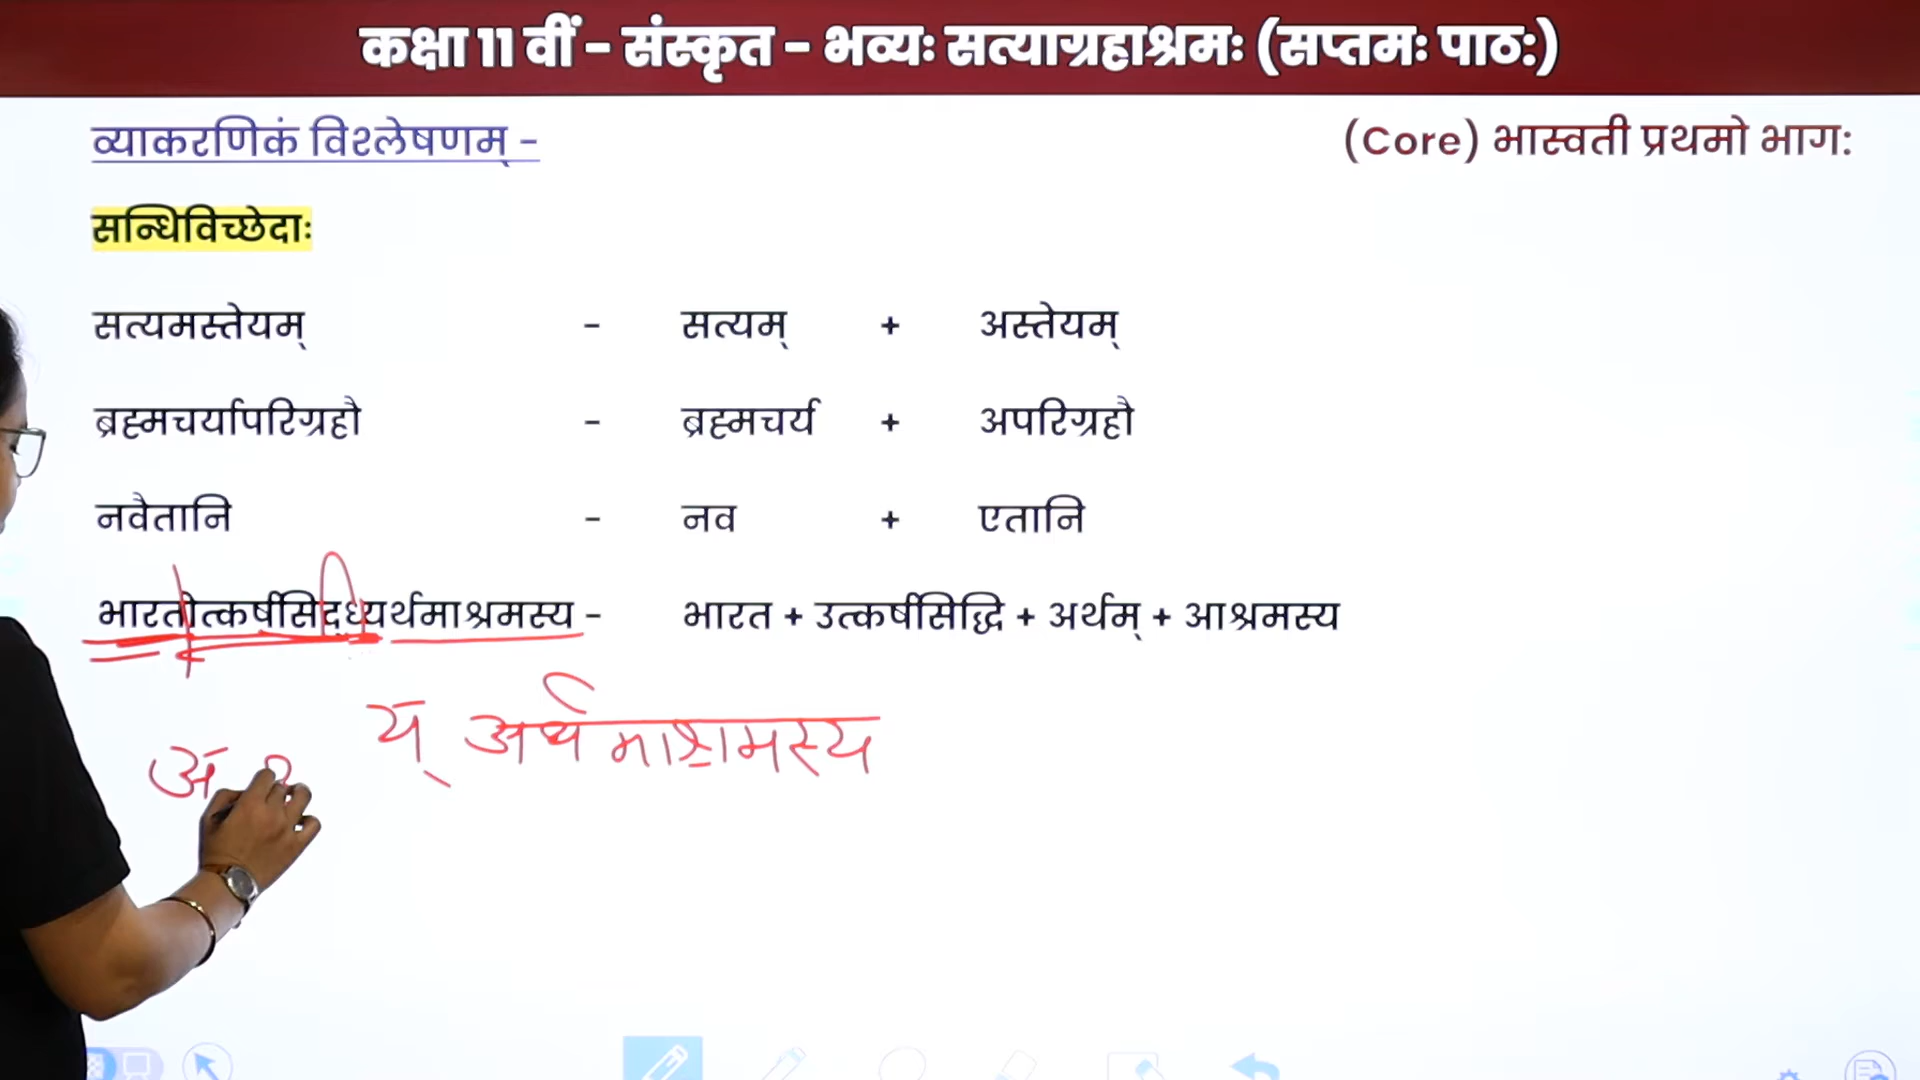 कक्षा 11 वीं - संस्कृत - भव्यः सत्याग्रहाश्रमः (सप्तमः पाठः)
व्याकरणिकं विश्लेषणम् -
(Core) भास्वती प्रथमो भागः
सन्धिविच्छेदाः
सत्यमस्तेयम् - सत्यम् + अस्तेयम्
ब्रह्मचर्यापरिग्रहौ - ब्रह्मचर्य + अपरिग्रहौ
नवैतानि - नव + एतानि
भारतोत्कर्षसिद्ध्यर्थमाश्रमस्य - भारत + उत्कर्षसिद्धि + अर्थम् + आश्रमस्य
य् अर्थमाश्रमस्य
अ